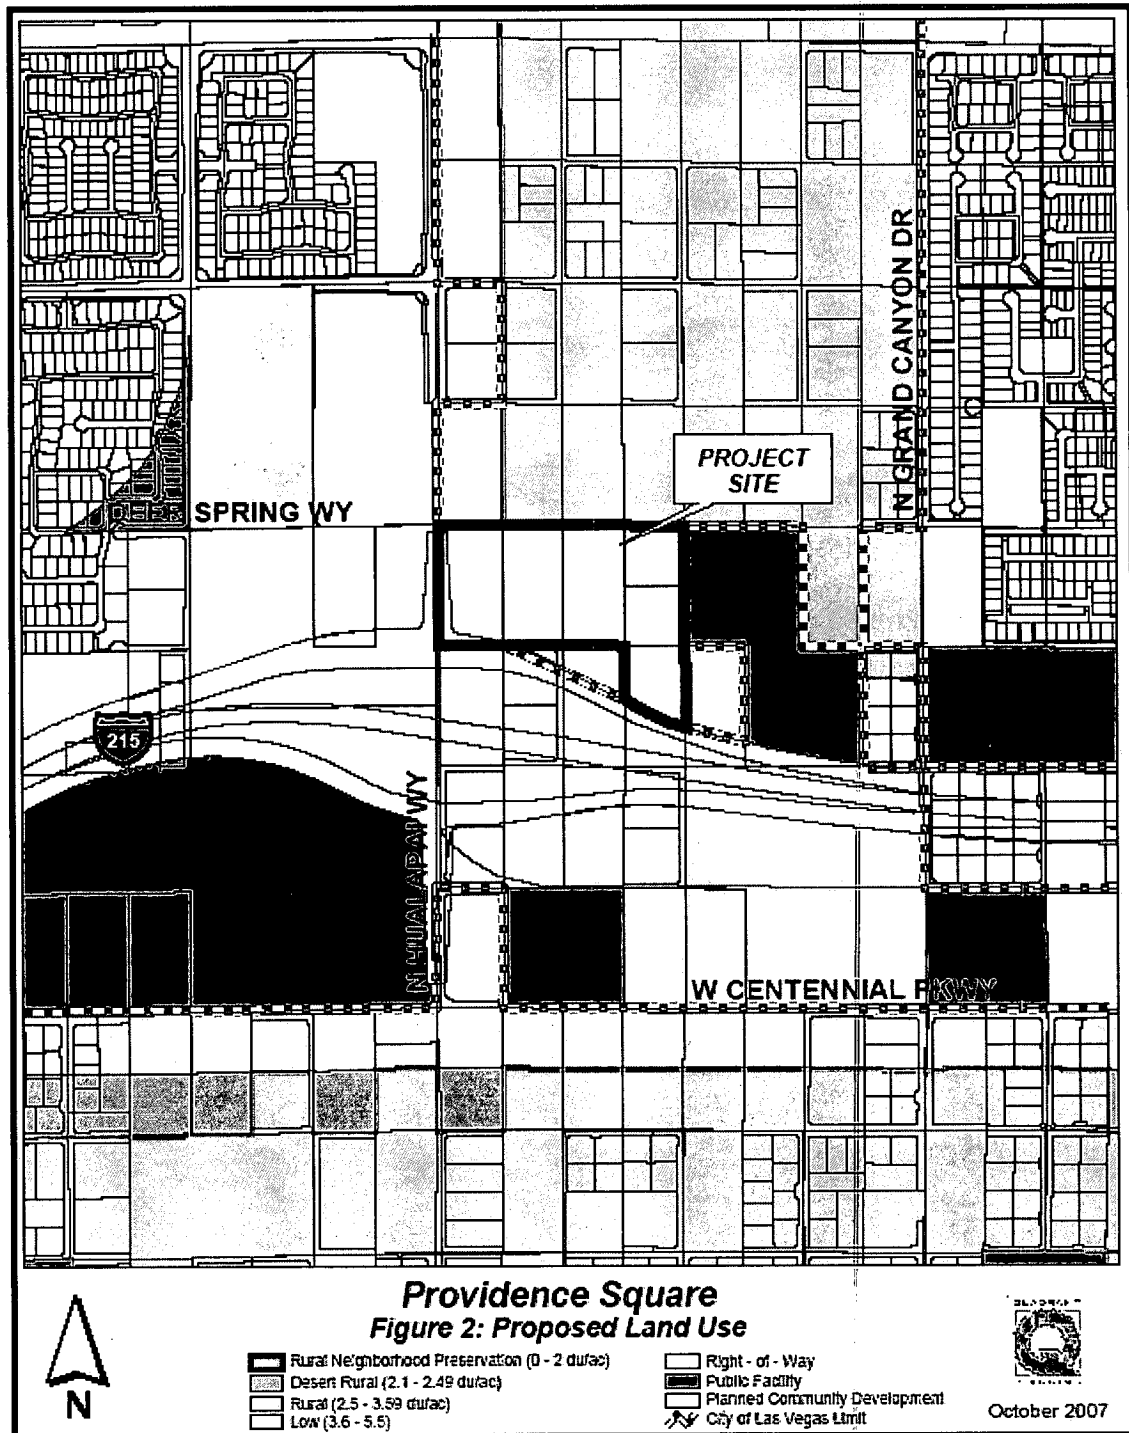 N GRAND CANYON DR
PROJECT
SITE
DEER SPRING WY
215
N HUALAPAI WY
W CENTENNIAL PKWY
Providence Square
Figure 2: Proposed Land Use
Rural Neighborhood Preservation (0 - 2 du/ac)
Desert Rural (2.1 - 2.49 du/ac)
Rural (2.5 - 3.59 du/ac)
Low (3.6 - 5.5)
Right - of - Way
Public Facility
Planned Community Development
City of Las Vegas Limit
N
October 2007